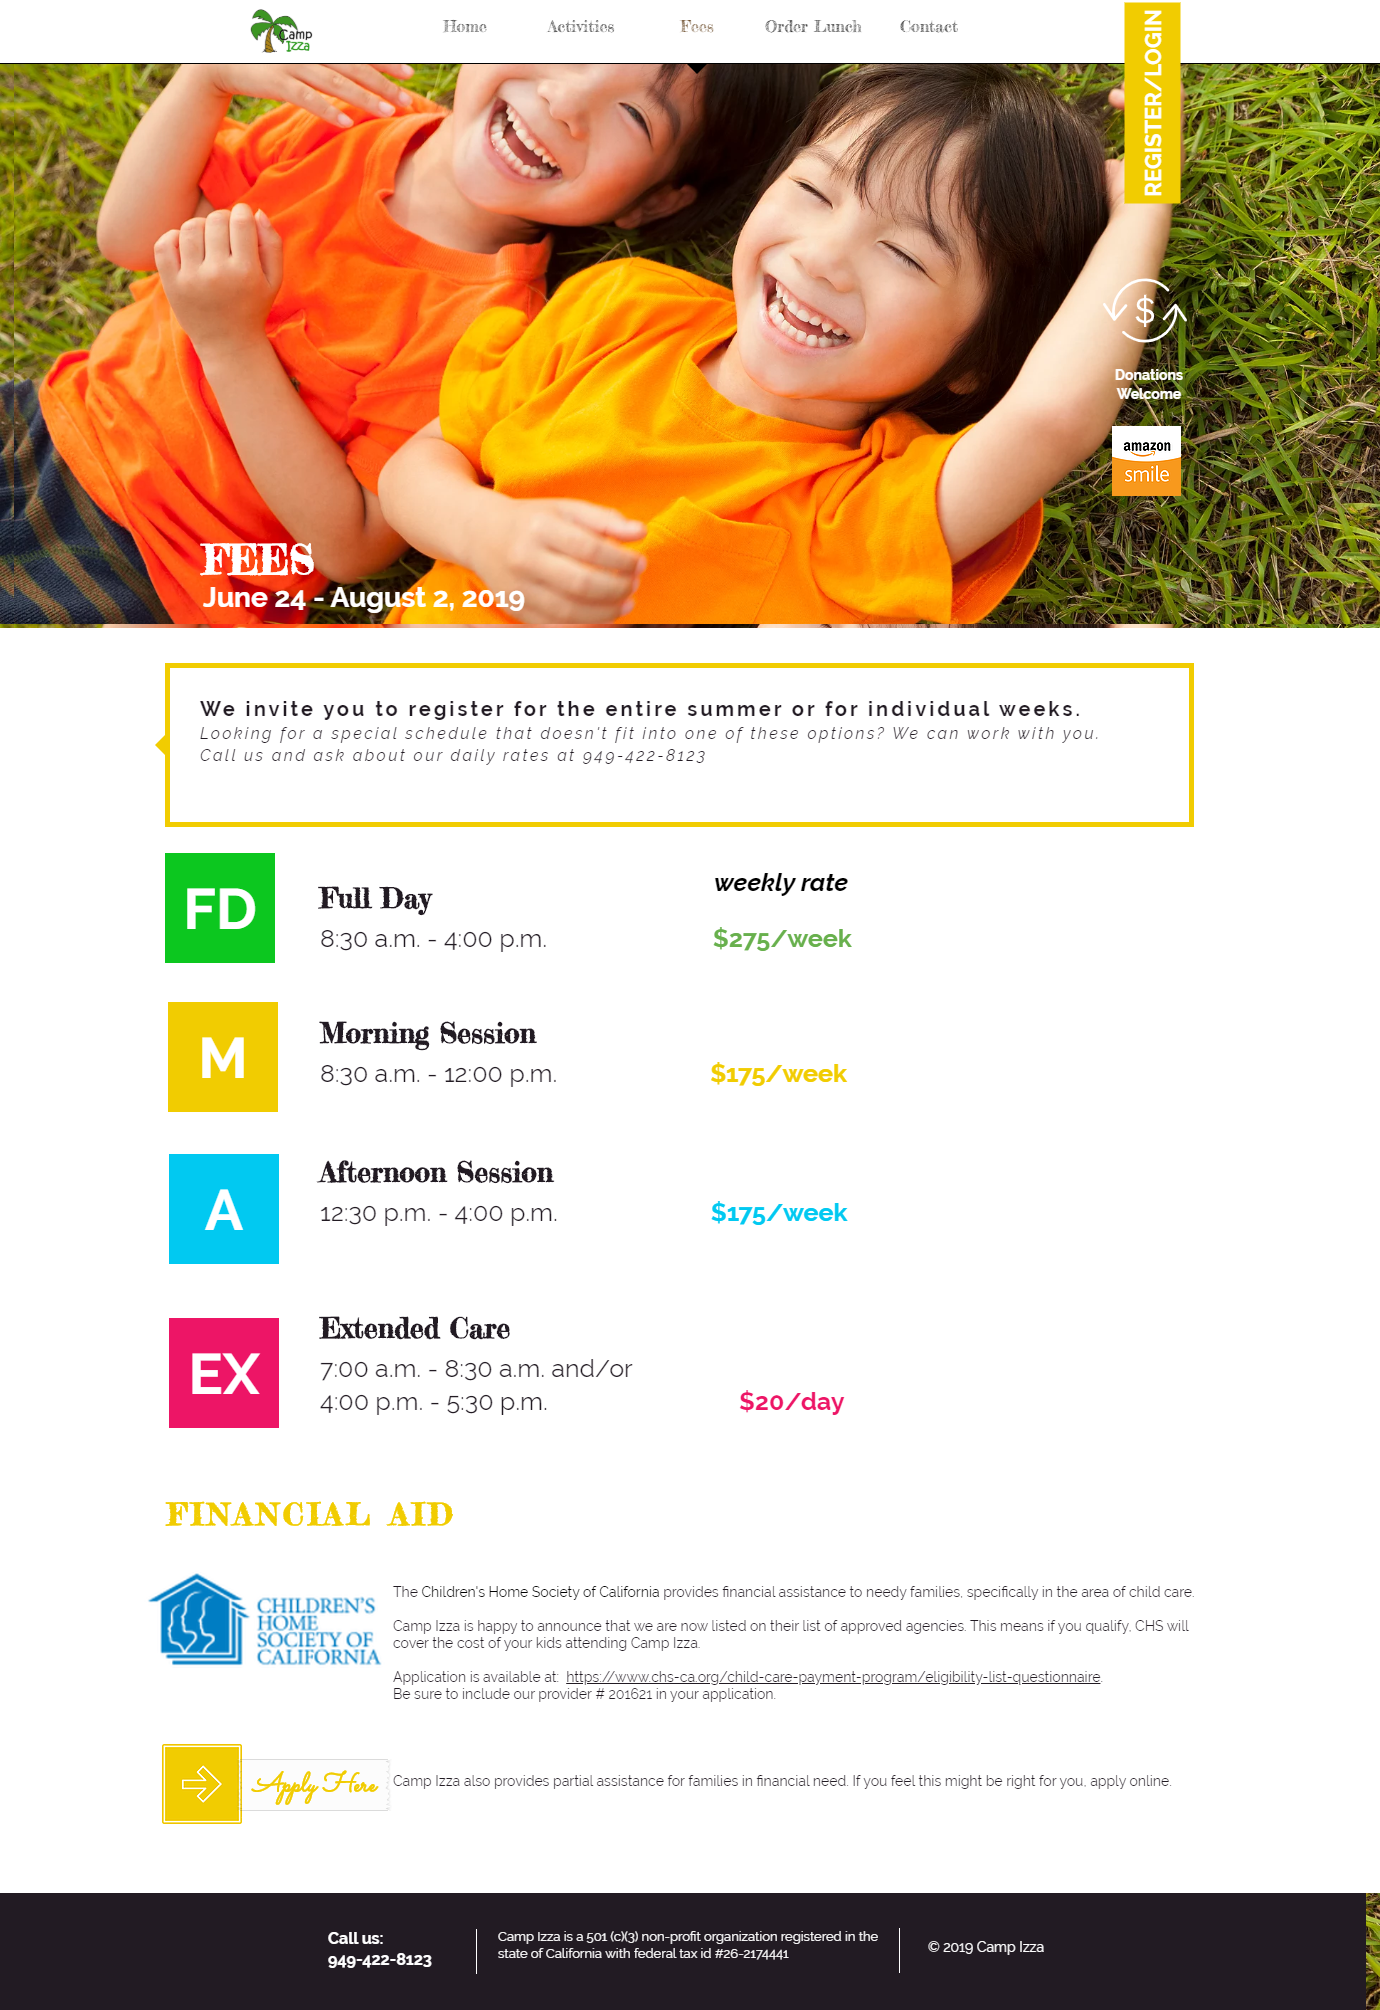 Camp
Izza
Home
Activities
Fees
Order Lunch
Contact
REGISTER/LOGIN
$
Donations
Welcome
amazon
smile
FEES
June 24 - August 2, 2019
We invite you to register for the entire summer or for individual weeks.
Looking for a special schedule that doesn't fit into one of these options? We can work with you.
Call us and ask about our daily rates at 949-422-8123
FD
Full Day
weekly rate
8:30 a.m. - 4:00 p.m.
$275/week
M
Morning Session
8:30 a.m. - 12:00 p.m.
$175/week
A
Afternoon Session
12:30 p.m. - 4:00 p.m.
$175/week
EX
Extended Care
7:00 a.m. - 8:30 a.m. and/or
4:00 p.m. - 5:30 p.m.
$20/day
FINANCIAL AID
CHILDREN'S
HOME
SOCIETY OF
CALIFORNIA
The Children's Home Society of California provides financial assistance to needy families, specifically in the area of child care.
Camp Izza is happy to announce that we are now listed on their list of approved agencies. This means if you qualify, CHS will
cover the cost of your kids attending Camp Izza.
Application is available at: https://www.chs-ca.org/child-care-payment-program/eligibility-list-questionnaire.
Be sure to include our provider # 201621 in your application.
Apply Here
Camp Izza also provides partial assistance for families in financial need. If you feel this might be right for you, apply online.
Call us:
949-422-8123
Camp Izza is a 501 (c)(3) non-profit organization registered in the
state of California with federal tax id #26-2174441
© 2019 Camp Izza